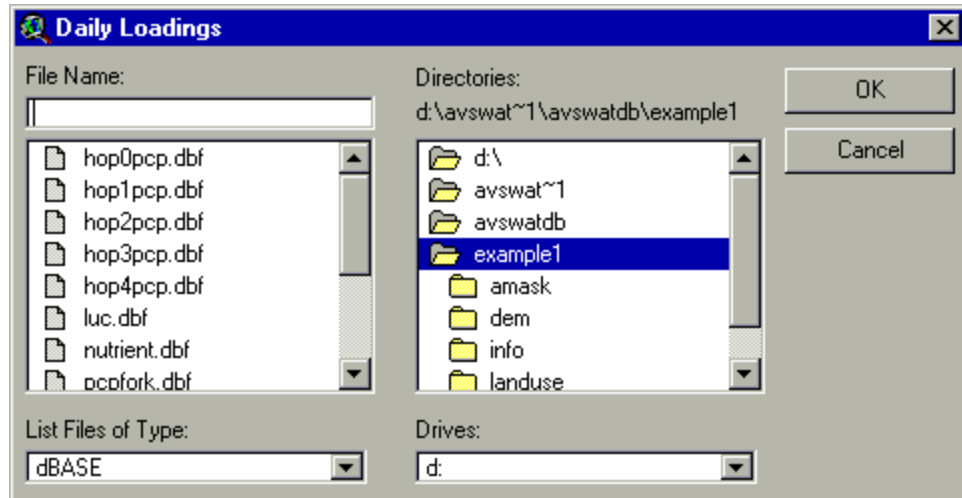 Daily Loadings
File Name:
hop0pcp.dbf
hop1pcp.dbf
hop2pcp.dbf
hop3pcp.dbf
hop4pcp.dbf
luc.dbf
nutrient.dbf
pcpfork.dbf
List Files of Type:
dBASE
Directories:
d:\avswat~1\avswatdb\example1
d:\
avswat~1
avswatdb
example1
amask
dem
info
landuse
Drives:
d:
OK
Cancel